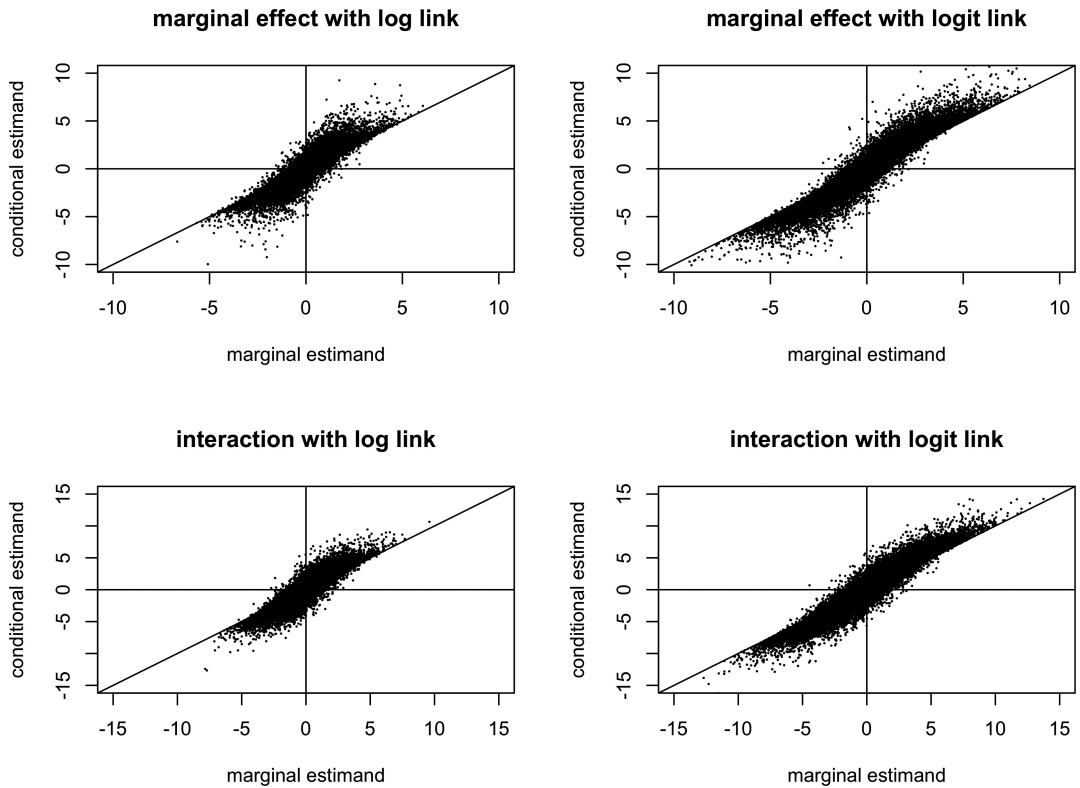 marginal effect with log link
conditional estimand
10
5
0
-5
-10
-10 -5 0 5 10
marginal estimand
marginal effect with logit link
conditional estimand
10
5
0
-5
-10
-10 -5 0 5 10
marginal estimand
interaction with log link
conditional estimand
15
5
0
-5
-15
-15 -10 -5 0 5 10 15
marginal estimand
interaction with logit link
conditional estimand
15
5
0
-5
-15
-15 -10 -5 0 5 10 15
marginal estimand